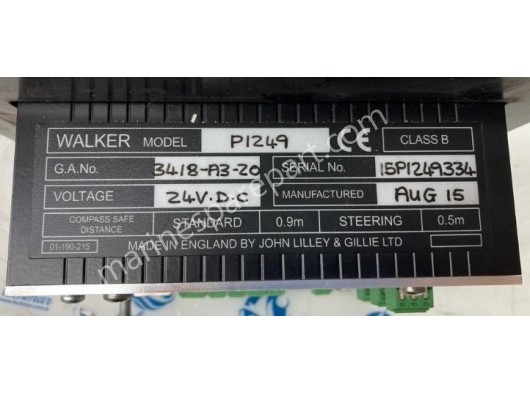 WALKER MODEL P1249 CE CLASS B
G.A.No. 3418-A3-20 SERIAL No. 15P1249334
VOLTAGE 24V.D.C MANUFACTURED AUG 15
COMPASS SAFE DISTANCE STANDARD 0.9m STEERING 0.5m
01-190-215 MADE IN ENGLAND BY JOHN LILLEY & GILLIE LTD
marinesparepart.com